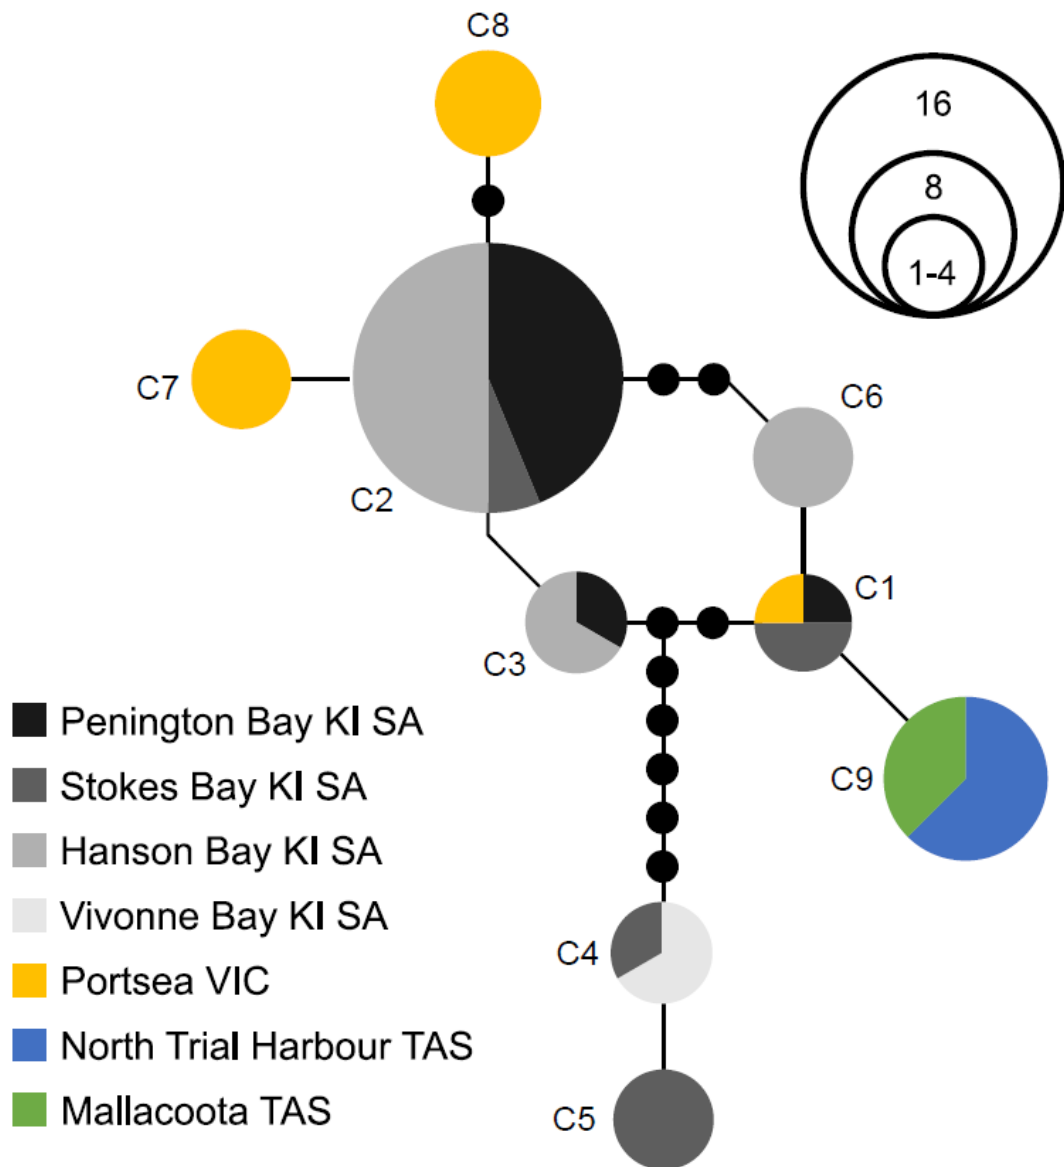 C8
16
8
1-4
C7
C6
C2
C1
C3
C9
C4
C5
Penington Bay KI SA
Stokes Bay KI SA
Hanson Bay KI SA
Vivonne Bay KI SA
Portsea VIC
North Trial Harbour TAS
Mallacoota TAS